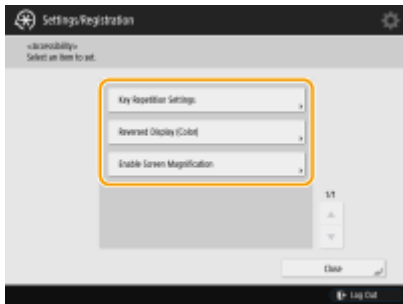 Settings/Registration
<Accessibility>
Select an item to set.
Key Repetition Settings
Reversed Display (Color)
Enable Screen Magnification
1/1
Close
Log Out